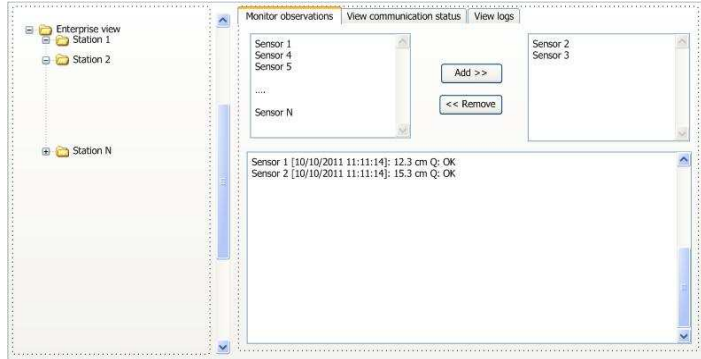 Enterprise view
Station 1
Station 2
Station N
Monitor observations
View communication status
View logs
Sensor 1
Sensor 4
Sensor 5
....
Sensor N
Add >>
<< Remove
Sensor 2
Sensor 3
Sensor 1 [10/10/2011 11:11:14]: 12.3 cm Q: OK
Sensor 2 [10/10/2011 11:11:14]: 15.3 cm Q: OK